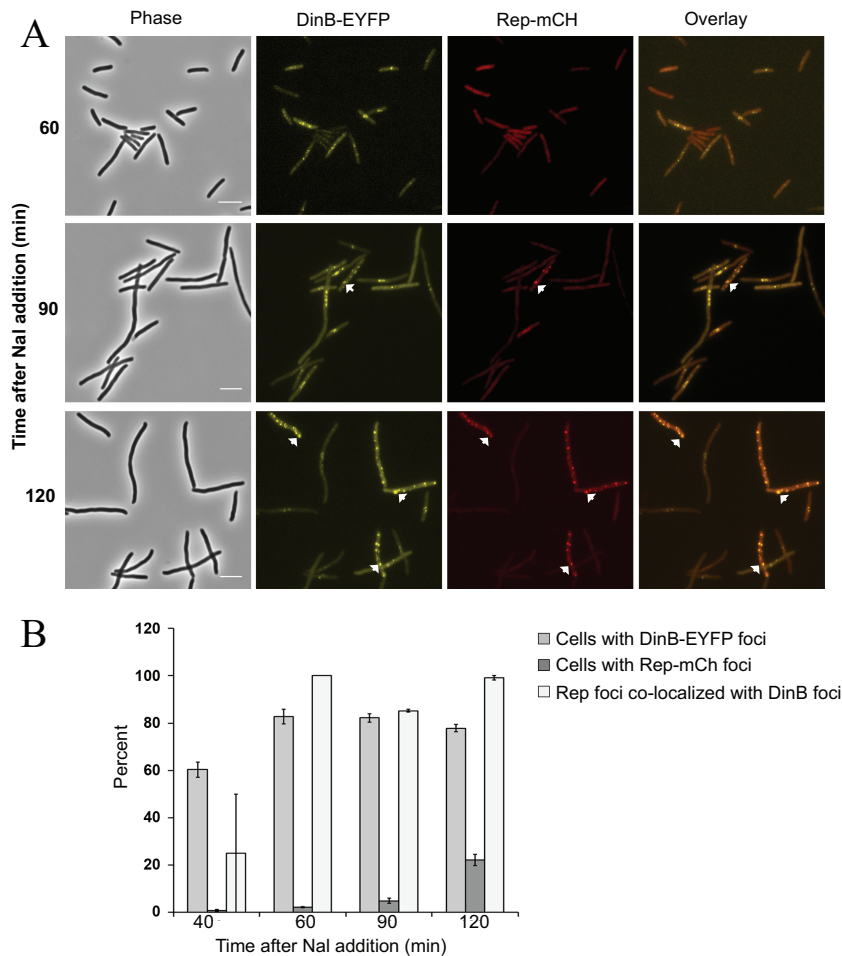 A
Phase
DinB-EYFP
Rep-mCH
Overlay
Time after Nal addition (min)
60
90
120
B
Percent
120
100
80
60
40
20
0
40
60
90
120
Time after Nal addition (min)
Cells with DinB-EYFP foci
Cells with Rep-mCh foci
Rep foci co-localized with DinB foci